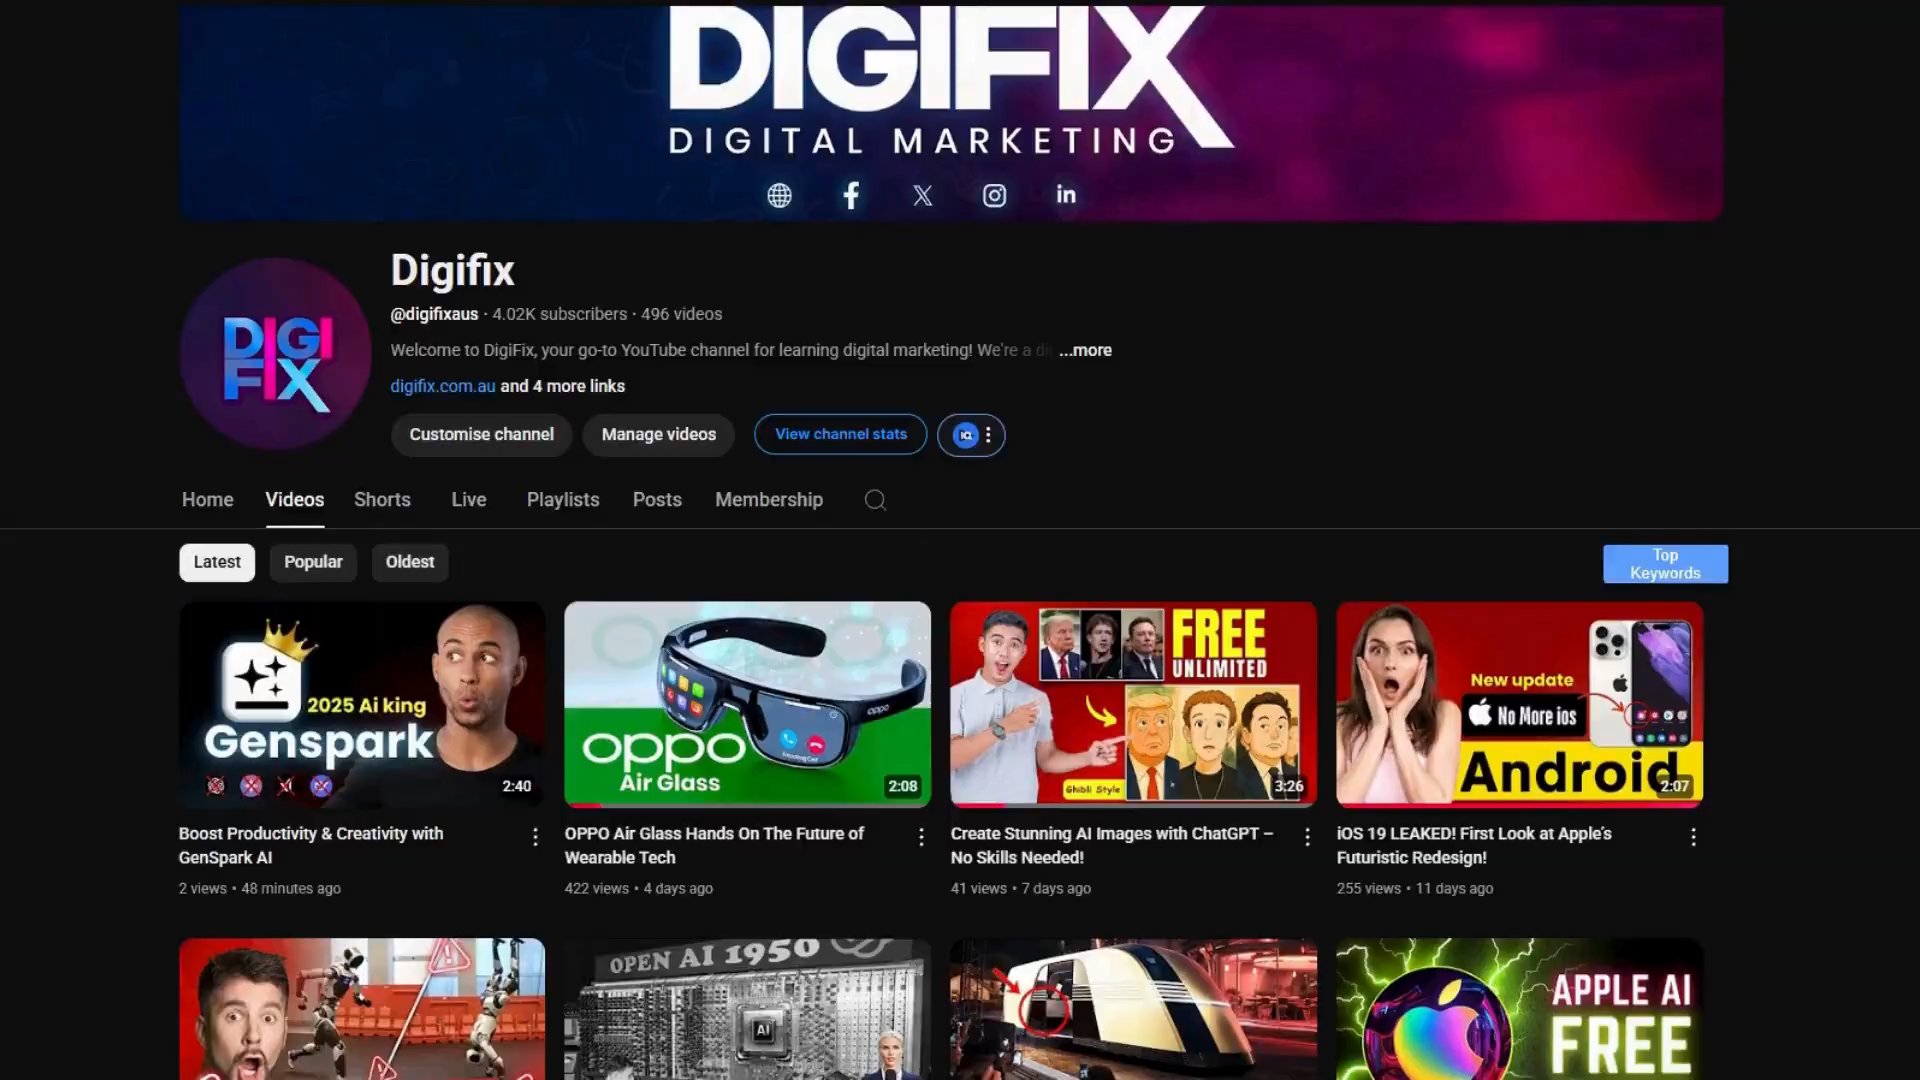 DIGIFIX
DIGITAL MARKETING
DIGI
FIX
Digifix
@digifixaus · 4.02K subscribers · 496 videos
Welcome to DigiFix, your go-to YouTube channel for learning digital marketing! We're a di ...more
digifix.com.au and 4 more links
Customise channel
Manage videos
View channel stats
IQ
Home
Videos
Shorts
Live
Playlists
Posts
Membership
Latest
Popular
Oldest
Top
Keywords
2025 Ai king
Genspark
2:40
oppo
oppo
Air Glass
2:08
FREE
UNLIMITED
Ghibli Style
3:26
New update
No More ios
Android
2:07
Boost Productivity & Creativity with
GenSpark AI
2 views • 48 minutes ago
OPPO Air Glass Hands On The Future of
Wearable Tech
422 views • 4 days ago
Create Stunning AI Images with ChatGPT –
No Skills Needed!
41 views • 7 days ago
iOS 19 LEAKED! First Look at Apple's
Futuristic Redesign!
255 views • 11 days ago
OPEN AI 1950
AI
APPLE AI
FREE